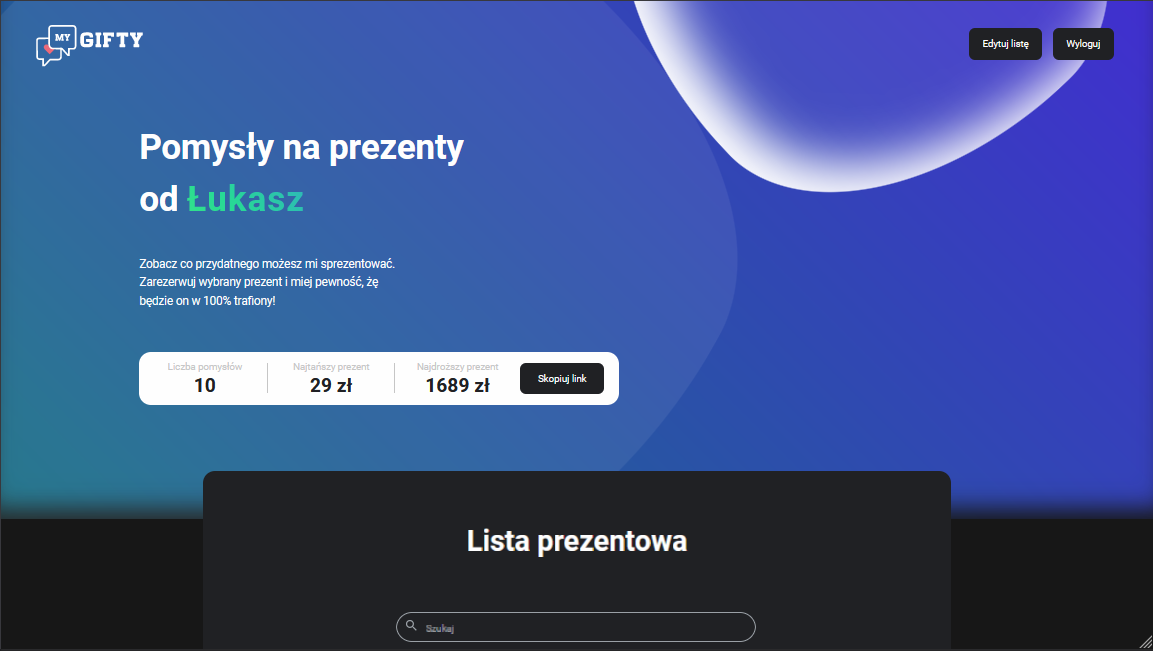 MY GIFTY
Edytuj listę
Wyloguj
Pomysły na prezenty
od Łukasz
Zobacz co przydatnego możesz mi sprezentować.
Zarezerwuj wybrany prezent i miej pewność, żę
będzie on w 100% trafiony!
Liczba pomysłów
10
Najtańszy prezent
29 zł
Najdroższy prezent
1689 zł
Skopiuj link
Lista prezentowa
Szukaj